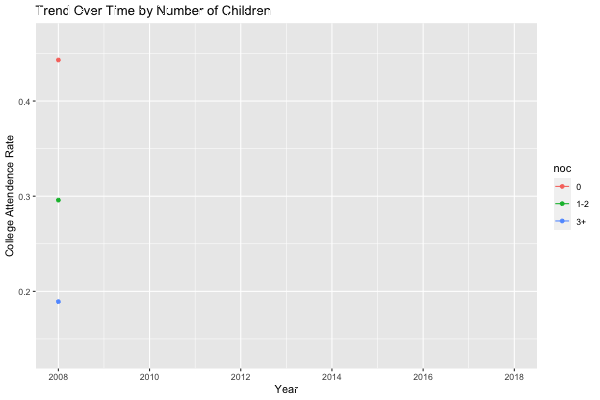 Trend Over Time by Number of Children
College Attendence Rate
0.4
0.3
0.2
2008 2010 2012 2014 2016 2018
Year
noc
0
1-2
3+